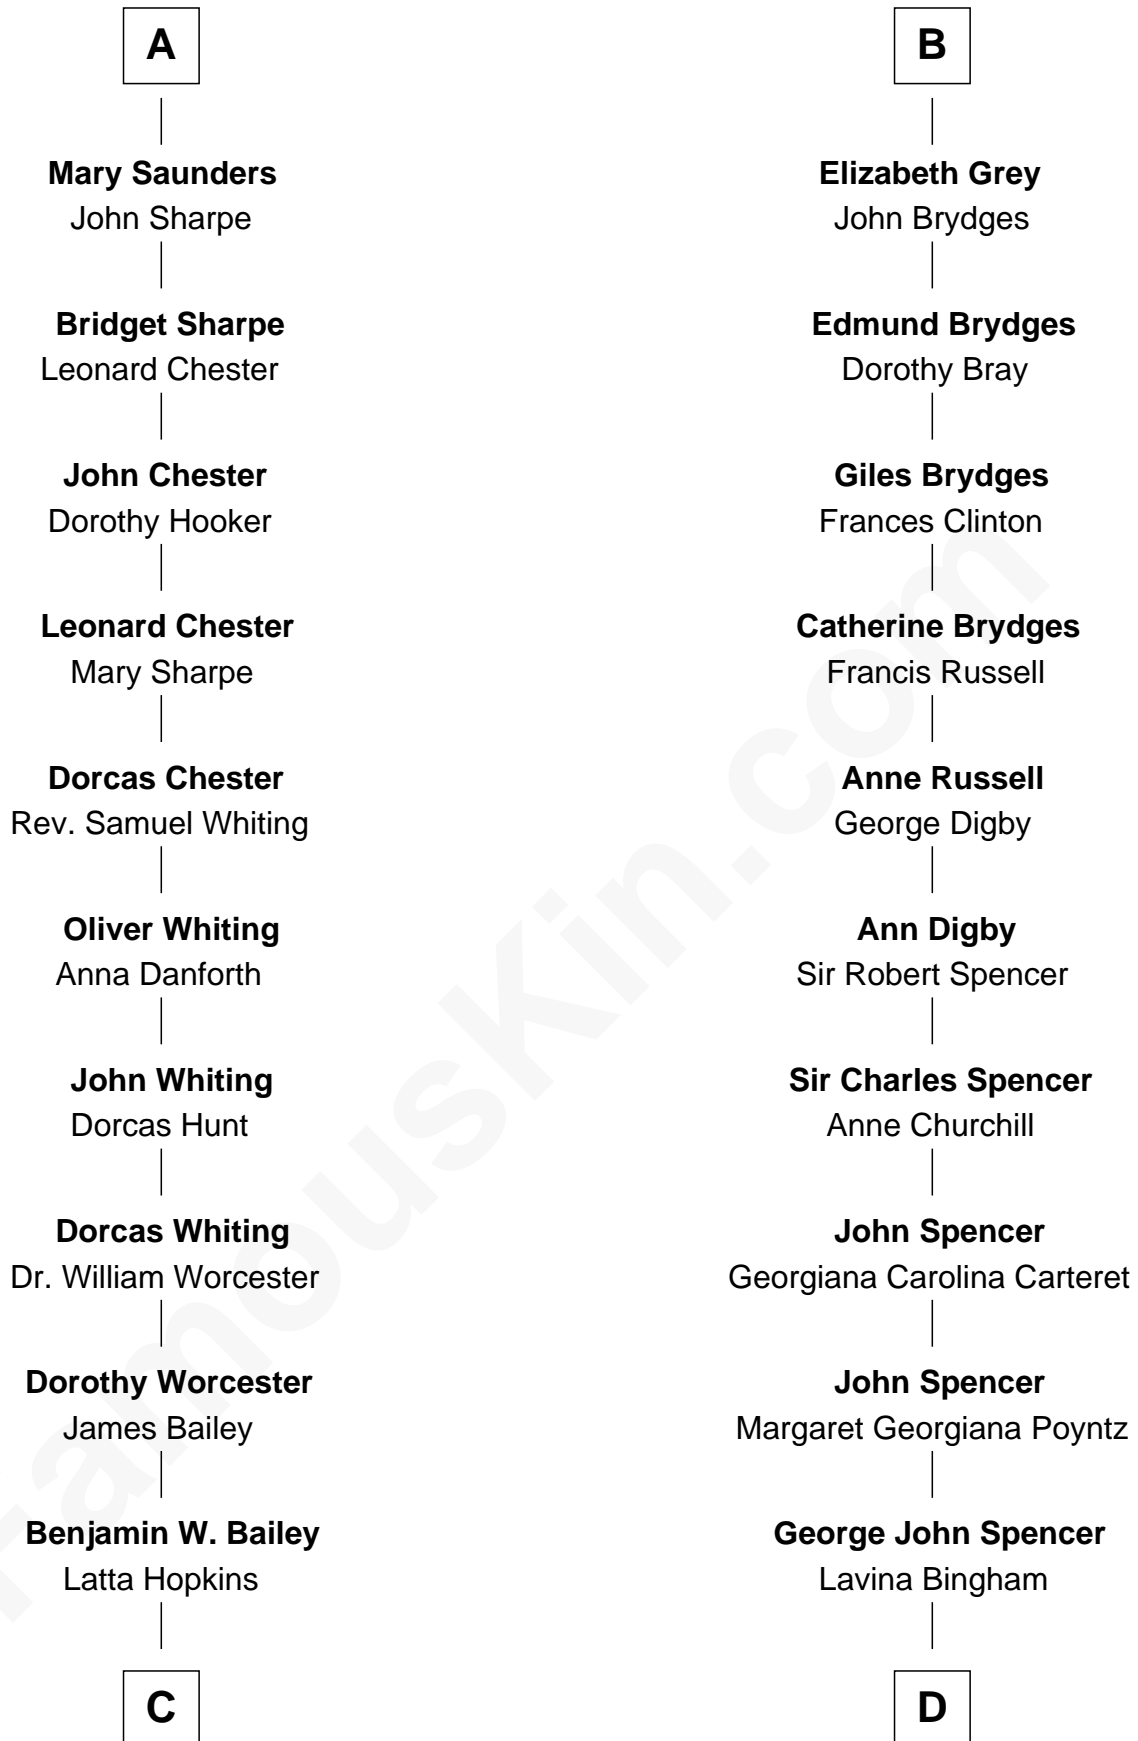 A
Mary Saunders
John Sharpe
Bridget Sharpe
Leonard Chester
John Chester
Dorothy Hooker
Leonard Chester
Mary Sharpe
Dorcas Chester
Rev. Samuel Whiting
Oliver Whiting
Anna Danforth
John Whiting
Dorcas Hunt
Dorcas Whiting
Dr. William Worcester
Dorothy Worcester
James Bailey
Benjamin W. Bailey
Latta Hopkins
C
B
Elizabeth Grey
John Brydges
Edmund Brydges
Dorothy Bray
Giles Brydges
Frances Clinton
Catherine Brydges
Francis Russell
Anne Russell
George Digby
Ann Digby
Sir Robert Spencer
Sir Charles Spencer
Anne Churchill
John Spencer
Georgiana Carolina Carteret
John Spencer
Margaret Georgiana Poyntz
George John Spencer
Lavina Bingham
D
FamousKin.com